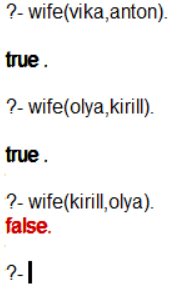 ?- wife(vika,anton).
true .
?- wife(olya,kirill).
true .
?- wife(kirill,olya).
false.
?-